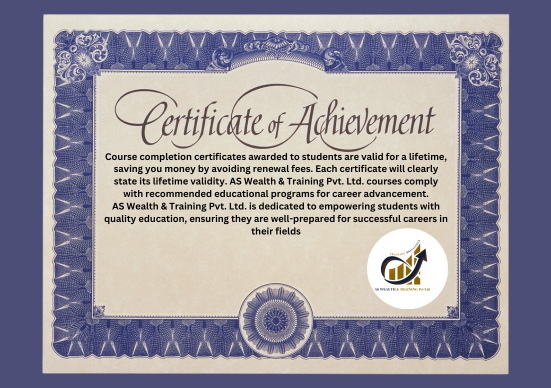 Certificate of Achievement
Course completion certificates awarded to students are valid for a lifetime,
saving you money by avoiding renewal fees. Each certificate will clearly
state its lifetime validity. AS Wealth & Training Pvt. Ltd. courses comply
with recommended educational programs for career advancement.
AS Wealth & Training Pvt. Ltd. is dedicated to empowering students with
quality education, ensuring they are well-prepared for successful careers in
their fields
AS WEALTH & TRAINING Pvt Ltd